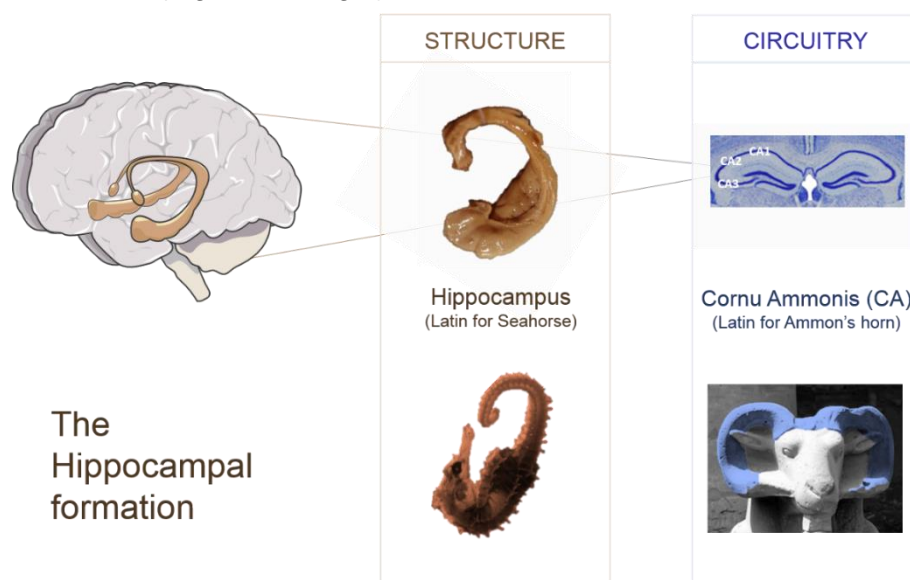 STRUCTURE
CIRCUITRY
CA1
CA2
CA3
Hippocampus
(Latin for Seahorse)
Cornu Ammonis (CA)
(Latin for Ammon's horn)
The
Hippocampal
formation